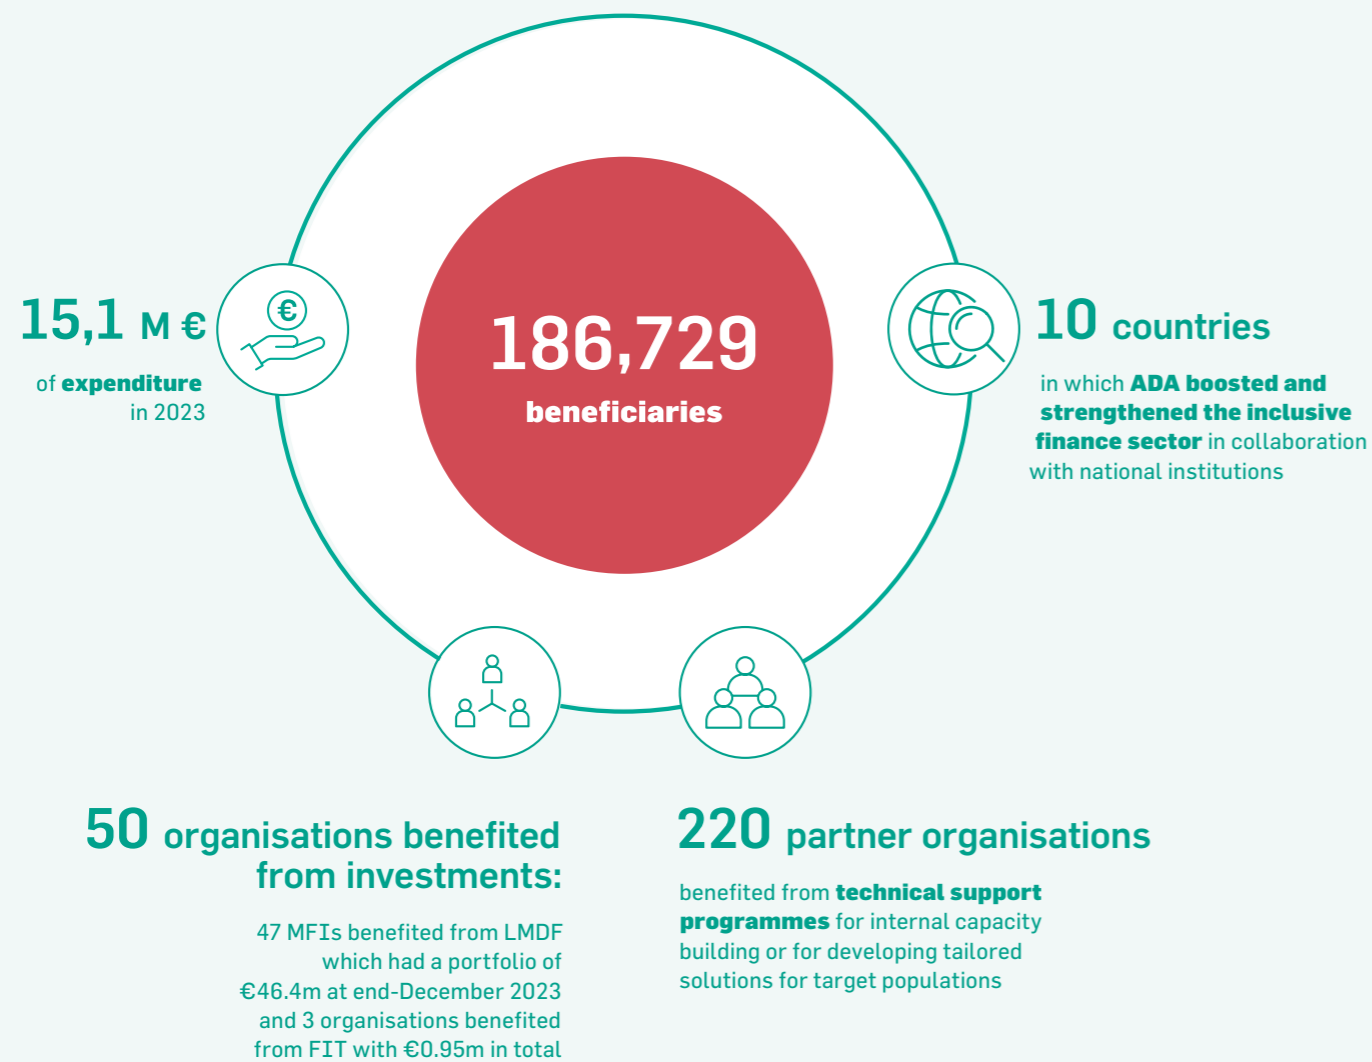 186,729
beneficiaries
15,1 M €
of expenditure
in 2023
€
10 countries
in which ADA boosted and
strengthened the inclusive
finance sector in collaboration
with national institutions
50 organisations benefited
from investments:
47 MFIs benefited from LMDF
which had a portfolio of
€46.4m at end-December 2023
and 3 organisations benefited
from FIT with €0.95m in total
220 partner organisations
benefited from technical support
programmes for internal capacity
building or for developing tailored
solutions for target populations